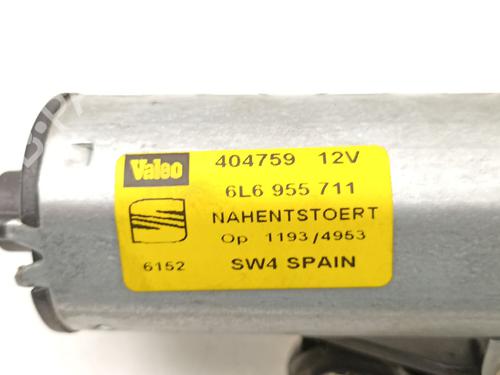 Valeo 404759 12V
6L6 955 711
NAHENTSTOERT
Op 1193/4953
6152 SW4 SPAIN